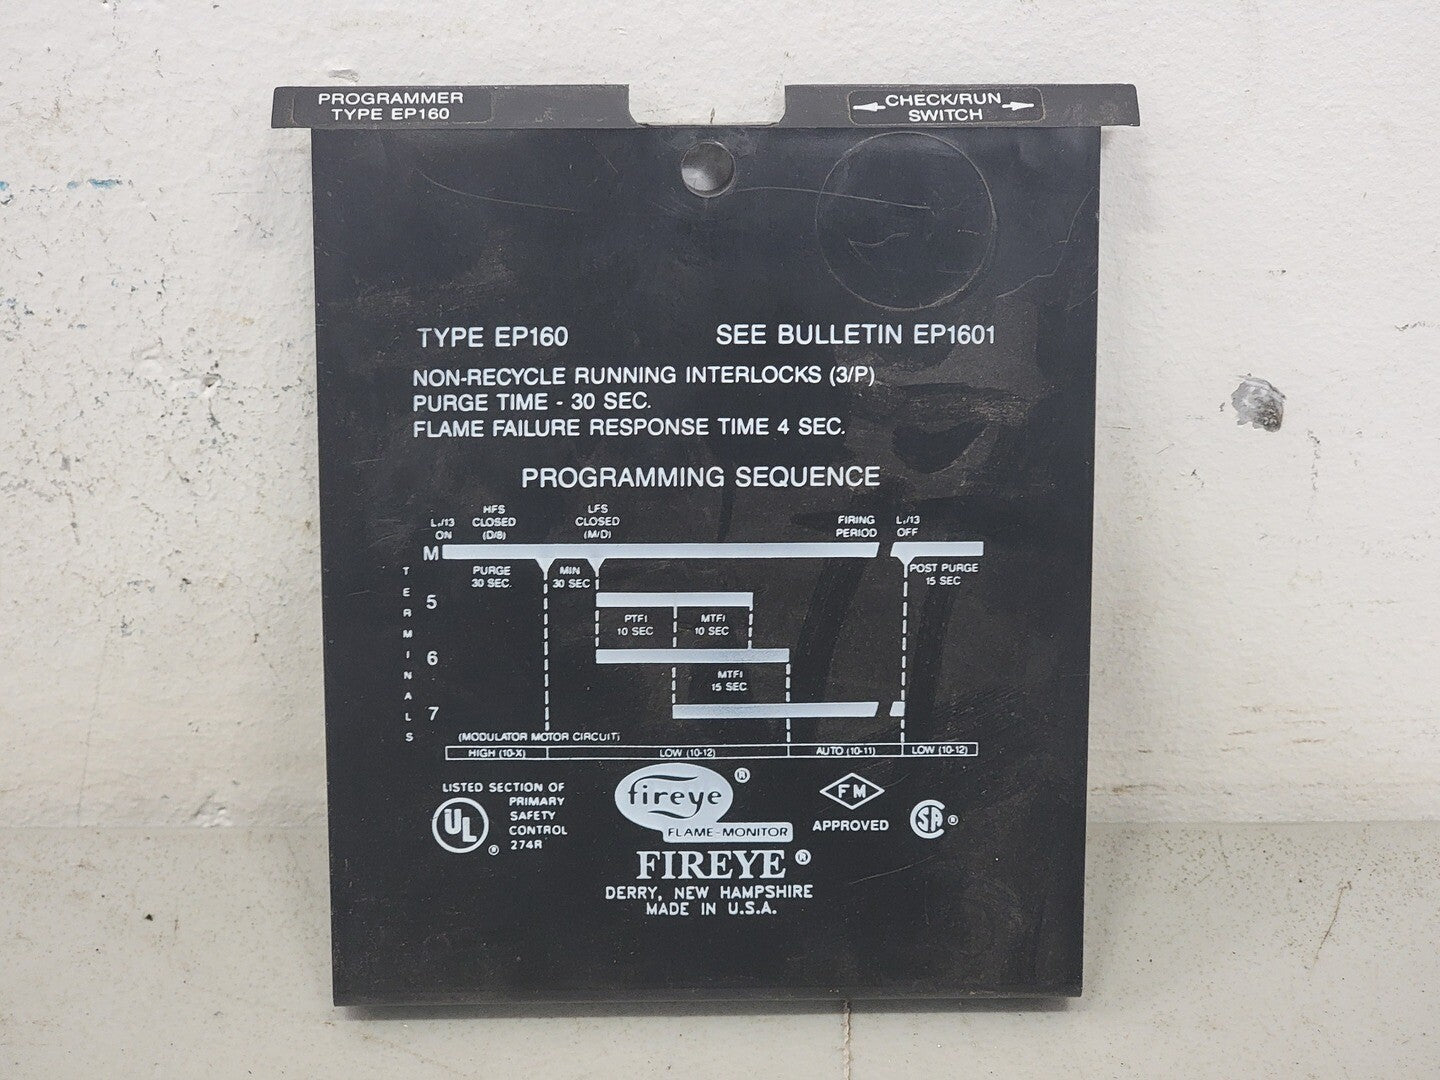 PROGRAMMER
TYPE EP160
CHECK/RUN
SWITCH
TYPE EP160 SEE BULLETIN EP1601
NON-RECYCLE RUNNING INTERLOCKS (3/P)
PURGE TIME - 30 SEC.
FLAME FAILURE RESPONSE TIME 4 SEC.
PROGRAMMING SEQUENCE
L1/13
ON
HFS
CLOSED
(D/8)
LFS
CLOSED
(M/D)
FIRING
PERIOD
L1/13
OFF
M
PURGE
30 SEC.
MIN
30 SEC
POST PURGE
15 SEC
TERMINALS
5
PTFI
10 SEC
MTFI
10 SEC
6
MTFI
15 SEC
7
(MODULATOR MOTOR CIRCUIT)
HIGH (10-X) LOW (10-12) AUTO (10-11) LOW (10-12)
LISTED SECTION OF
PRIMARY
SAFETY
CONTROL
274R
UL ®
fireye ®
FLAME-MONITOR
FM
APPROVED
SA ®
FIREYE ®
DERRY, NEW HAMPSHIRE
MADE IN U.S.A.